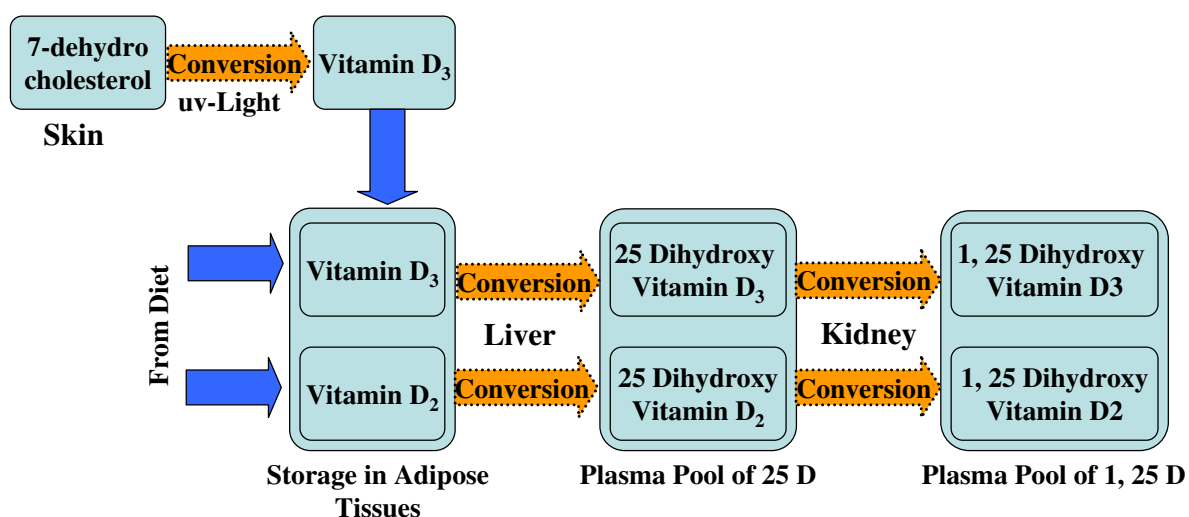 7-dehydro
cholesterol
Conversion
uv-Light
Vitamin D₃
Skin
From Diet
Vitamin D₃
Conversion
25 Dihydroxy
Vitamin D₃
Conversion
1, 25 Dihydroxy
Vitamin D3
Liver
Kidney
Vitamin D₂
Conversion
25 Dihydroxy
Vitamin D₂
Conversion
1, 25 Dihydroxy
Vitamin D2
Storage in Adipose
Tissues
Plasma Pool of 25 D
Plasma Pool of 1, 25 D